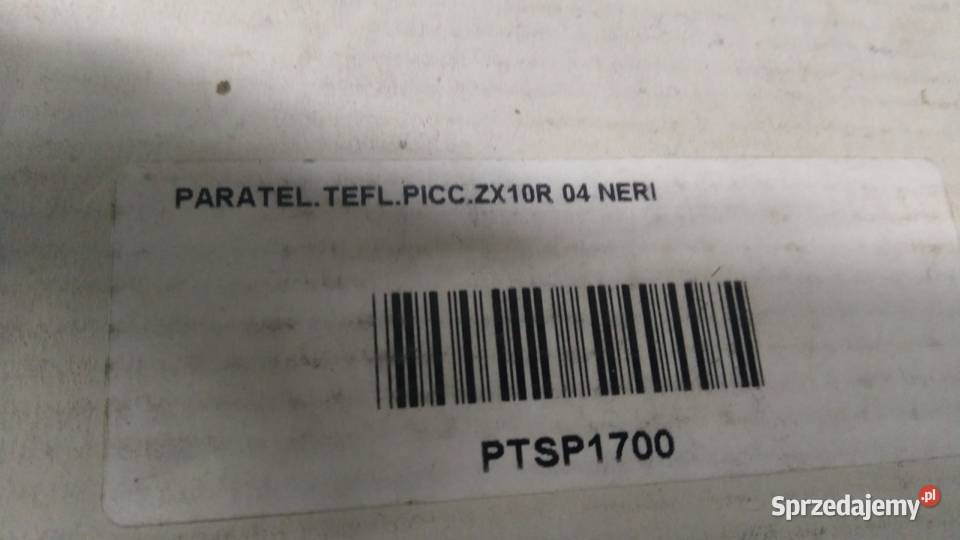 PARATEL.TEFL.PICC.ZX10R 04 NERI
PTSP1700
Sprzedajemy.pl